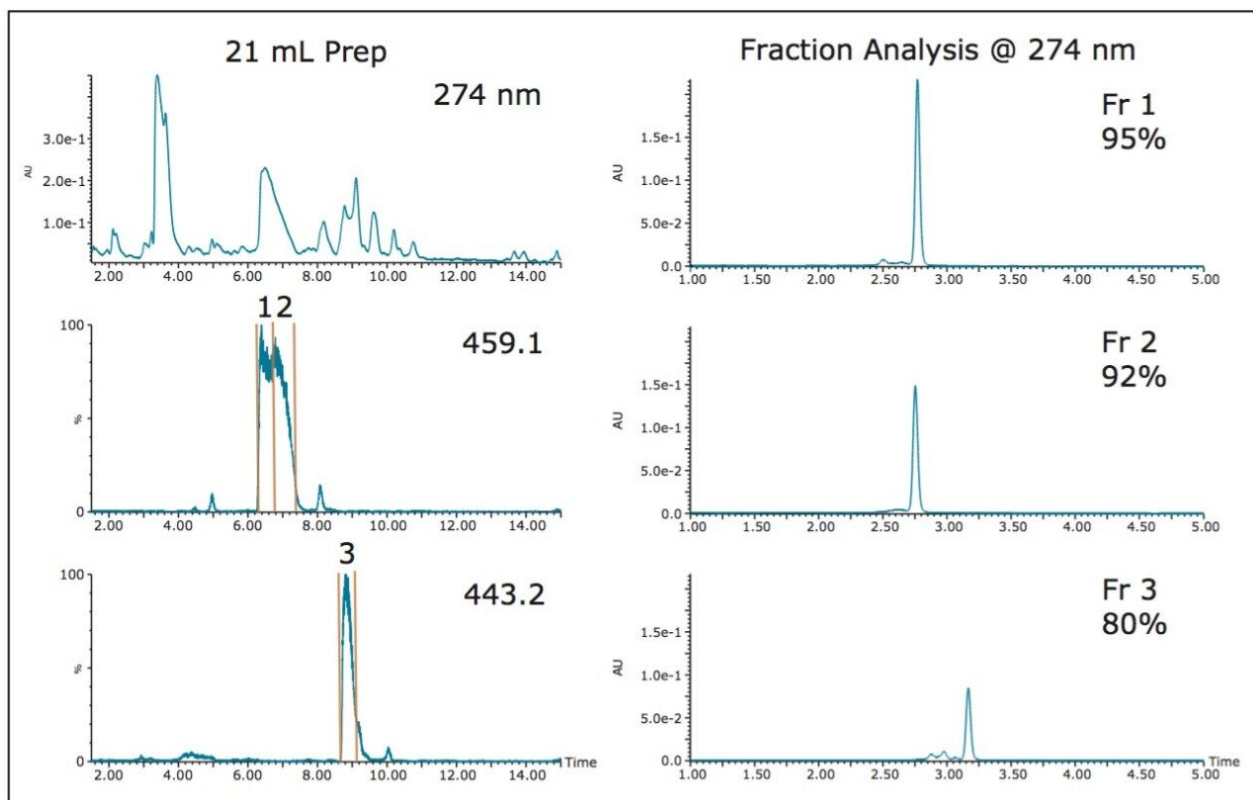 21 mL Prep
274 nm
AU
3.0e-1
2.0e-1
1.0e-1
2.00 4.00 6.00 8.00 10.00 12.00 14.00
12
459.1
100
%
0
2.00 4.00 6.00 8.00 10.00 12.00 14.00
3
443.2
100
%
0
2.00 4.00 6.00 8.00 10.00 12.00 14.00
Time
Fraction Analysis @ 274 nm
Fr 1
95%
AU
1.5e-1
1.0e-1
5.0e-2
0.0
1.00 1.50 2.00 2.50 3.00 3.50 4.00 4.50 5.00
Fr 2
92%
AU
1.5e-1
1.0e-1
5.0e-2
0.0
1.00 1.50 2.00 2.50 3.00 3.50 4.00 4.50 5.00
Fr 3
80%
AU
1.5e-1
1.0e-1
5.0e-2
0.0
1.00 1.50 2.00 2.50 3.00 3.50 4.00 4.50 5.00
Time